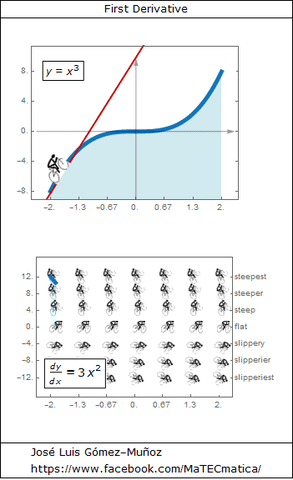 First Derivative
y = x³
8.
4.
0.
−4.
−8.
−2. −1.3 −0.67 0. 0.67 1.3 2.
12. steepest
8. steeper
4. steep
0. flat
−4. slippery
−8. slipperier
−12. slipperiest
dy/dx = 3 x²
−2. −1.3 −0.67 0. 0.67 1.3 2.
José Luis Gómez−Muñoz
https://www.facebook.com/MaTECmatica/